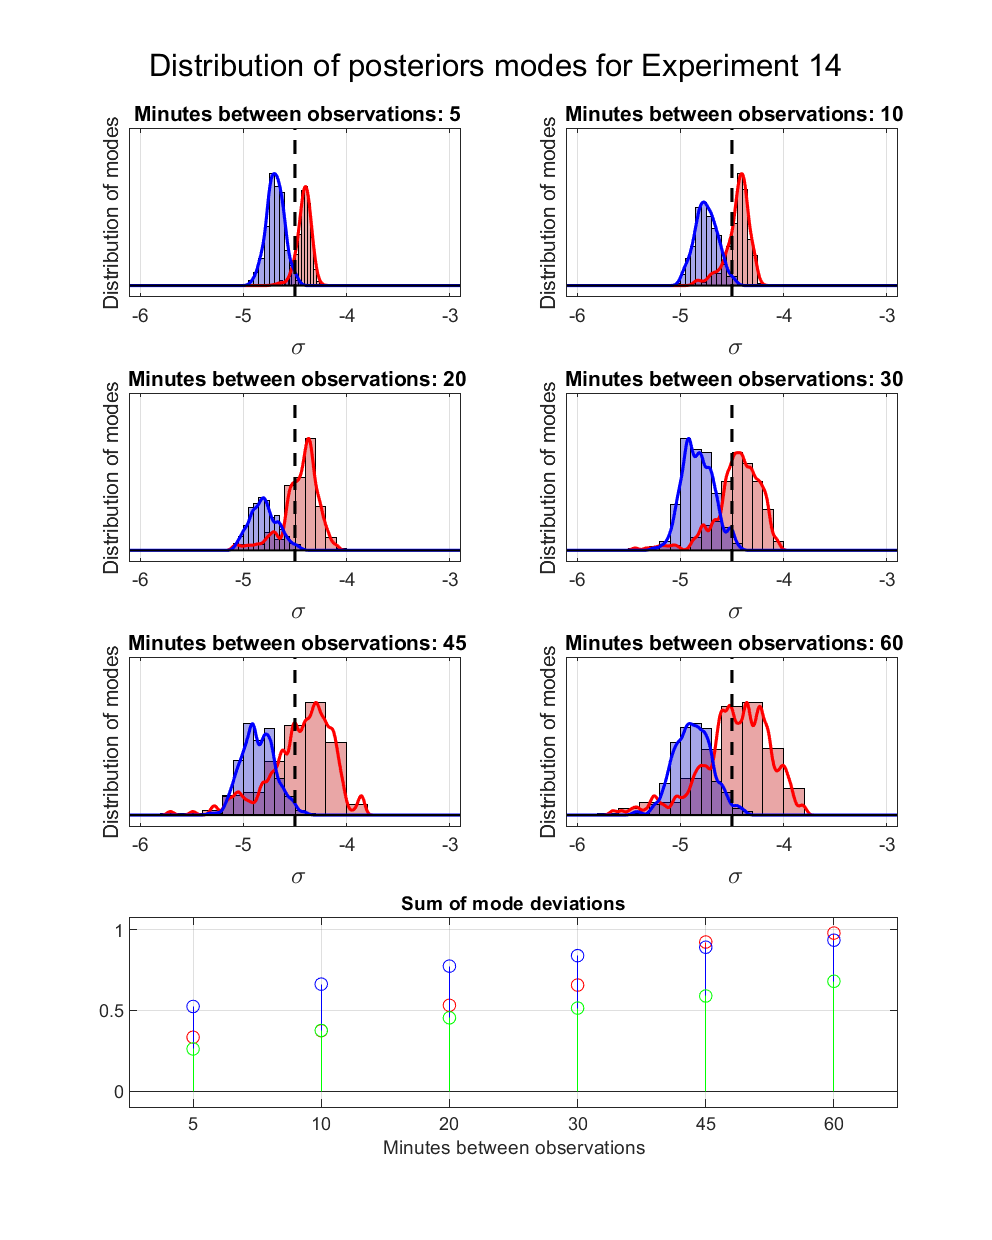 Distribution of posteriors modes for Experiment 14
Minutes between observations: 5
Distribution of modes
-6 -5 -4 -3
σ
Minutes between observations: 10
Distribution of modes
-6 -5 -4 -3
σ
Minutes between observations: 20
Distribution of modes
-6 -5 -4 -3
σ
Minutes between observations: 30
Distribution of modes
-6 -5 -4 -3
σ
Minutes between observations: 45
Distribution of modes
-6 -5 -4 -3
σ
Minutes between observations: 60
Distribution of modes
-6 -5 -4 -3
σ
Sum of mode deviations
1
0.5
0
5 10 20 30 45 60
Minutes between observations